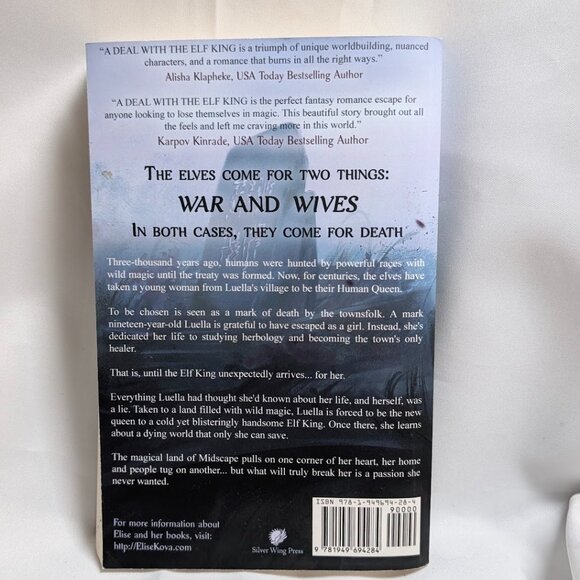 “A DEAL WITH THE ELF KING is a triumph of unique worldbuilding, nuanced
characters, and a romance that burns in all the right ways.”
Alisha Klapheke, USA Today Bestselling Author
“A DEAL WITH THE ELF KING is the perfect fantasy romance escape for
anyone looking to lose themselves in magic. This beautiful story brought out all
the feels and left me craving more in this world.”
Karpov Kinrade, USA Today Bestselling Author
THE ELVES COME FOR TWO THINGS:
WAR AND WIVES
IN BOTH CASES, THEY COME FOR DEATH
Three-thousand years ago, humans were hunted by powerful races with
wild magic until the treaty was formed. Now, for centuries, the elves have
taken a young woman from Luella's village to be their Human Queen.
To be chosen is seen as a mark of death by the townsfolk. A mark
nineteen-year-old Luella is grateful to have escaped as a girl. Instead, she's
dedicated her life to studying herbology and becoming the town's only
healer.
That is, until the Elf King unexpectedly arrives... for her.
Everything Luella had thought she'd known about her life, and herself, was
a lie. Taken to a land filled with wild magic, Luella is forced to be the new
queen to a cold yet blisteringly handsome Elf King. Once there, she learns
about a dying world that only she can save.
The magical land of Midscape pulls on one corner of her heart, her home
and people tug on another... but what will truly break her is a passion she
never wanted.
For more information about
Elise and her books, visit:
http://EliseKova.com
Silver Wing Press
ISBN 978-1-949694-28-4
90000
9 781949 694284